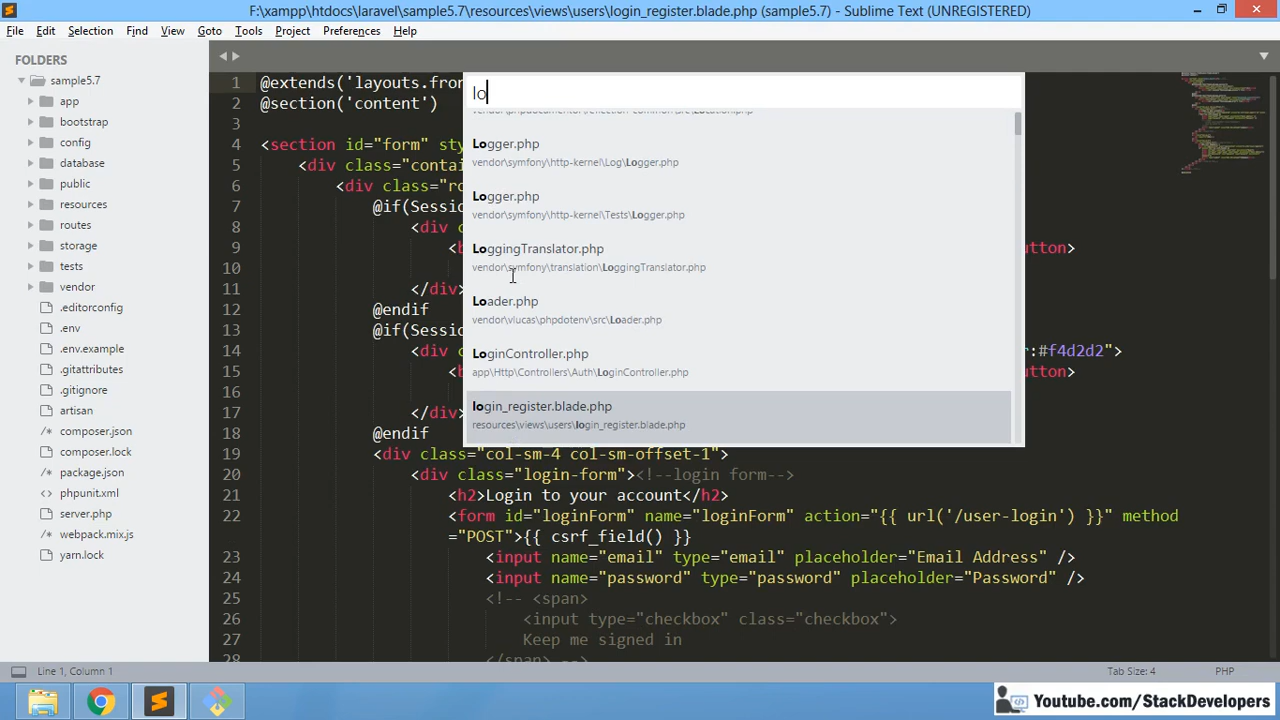 F:\xampp\htdocs\laravel\sample5.7\resources\views\users\login_register.blade.php (sample5.7) - Sublime Text (UNREGISTERED)
File Edit Selection Find View Goto Tools Project Preferences Help
FOLDERS
sample5.7
app
bootstrap
config
database
public
resources
routes
storage
tests
vendor
.editorconfig
.env
.env.example
.gitattributes
.gitignore
artisan
composer.json
composer.lock
package.json
phpunit.xml
server.php
webpack.mix.js
yarn.lock
lo
Logger.php
vendor\symfony\http-kernel\Log\Logger.php
Logger.php
vendor\symfony\http-kernel\Tests\Logger.php
LoggingTranslator.php
vendor\symfony\translation\LoggingTranslator.php
Loader.php
vendor\vlucas\phpdotenv\src\Loader.php
LoginController.php
app\Http\Controllers\Auth\LoginController.php
login_register.blade.php
resources\views\users\login_register.blade.php
1 @extends('layouts.fron
2 @section('content')
3
4 <section id="form" sty
5 <div class="contai
6 <div class="ro
7 @if(Sessio
8 <div c
9 <b utton>
10
11 </div>
12 @endif
13 @if(Sessio
14 <div c r:#f4d2d2">
15 <b utton>
16
17 </div>
18 @endif
19 <div class="col-sm-4 col-sm-offset-1">
20 <div class="login-form"><!--login form-->
21 <h2>Login to your account</h2>
22 <form id="loginForm" name="loginForm" action="{{ url('/user-login') }}" method
="POST">{{ csrf_field() }}
23 <input name="email" type="email" placeholder="Email Address" />
24 <input name="password" type="password" placeholder="Password" />
25 <!-- <span>
26 <input type="checkbox" class="checkbox">
27 Keep me signed in
28 </span> -->
Line 1, Column 1
Tab Size: 4
PHP
Youtube.com/StackDevelopers